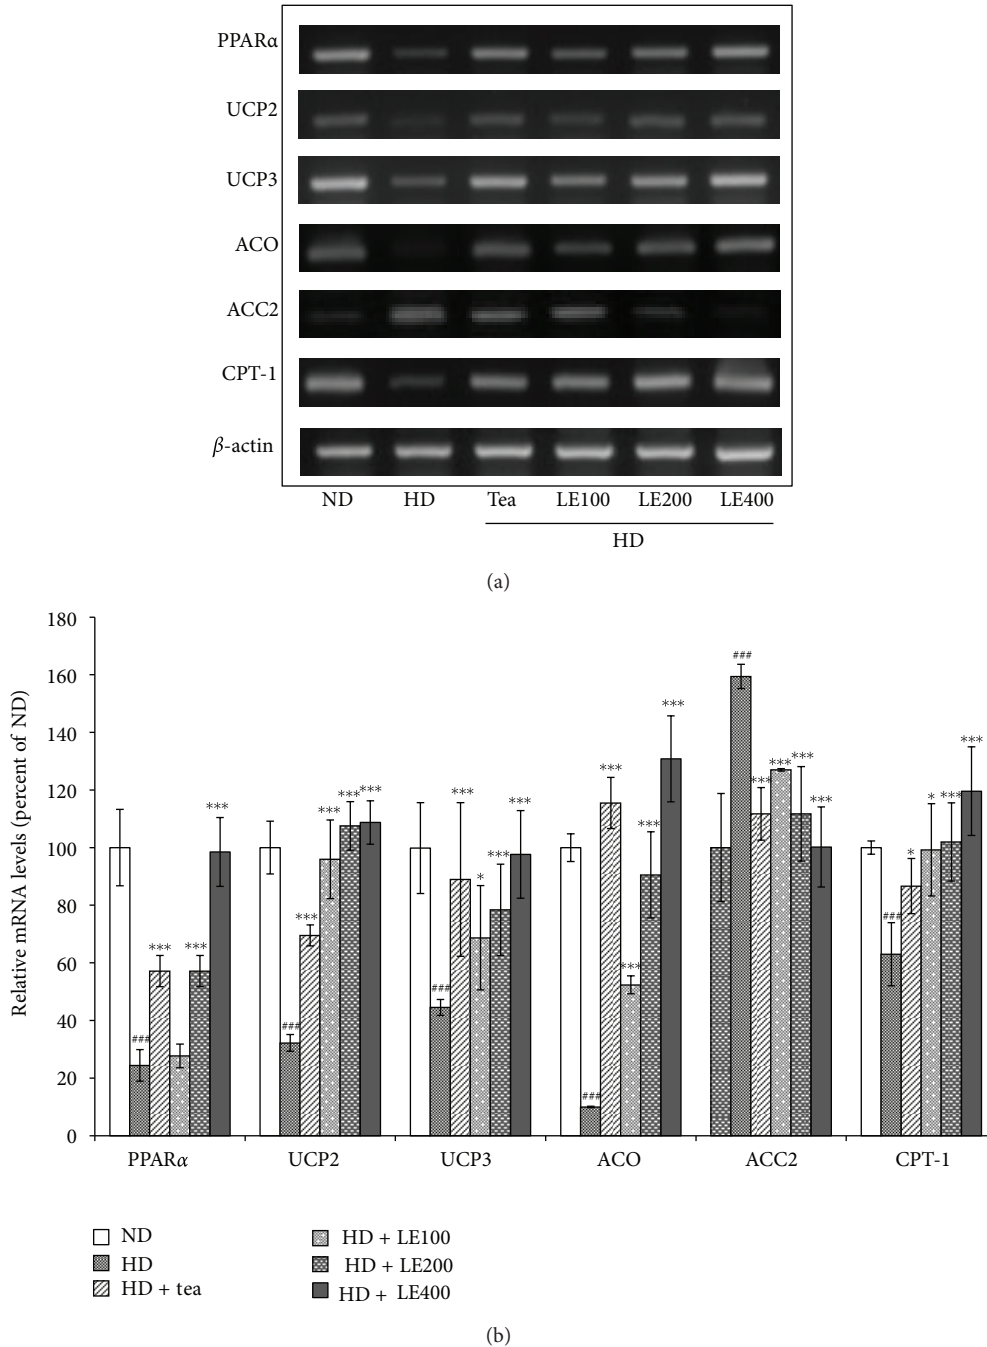 PPARα
UCP2
UCP3
ACO
ACC2
CPT-1
β-actin
ND HD Tea LE100 LE200 LE400
HD
(a)
Relative mRNA levels (percent of ND)
180
160
140
120
100
80
60
40
20
0
###
***
***
***
###
***
***
***
***
###
***
*
***
***
###
***
***
***
***
###
***
***
***
***
###
*
*
***
***
PPARα UCP2 UCP3 ACO ACC2 CPT-1
ND
HD
HD + tea
HD + LE100
HD + LE200
HD + LE400
(b)